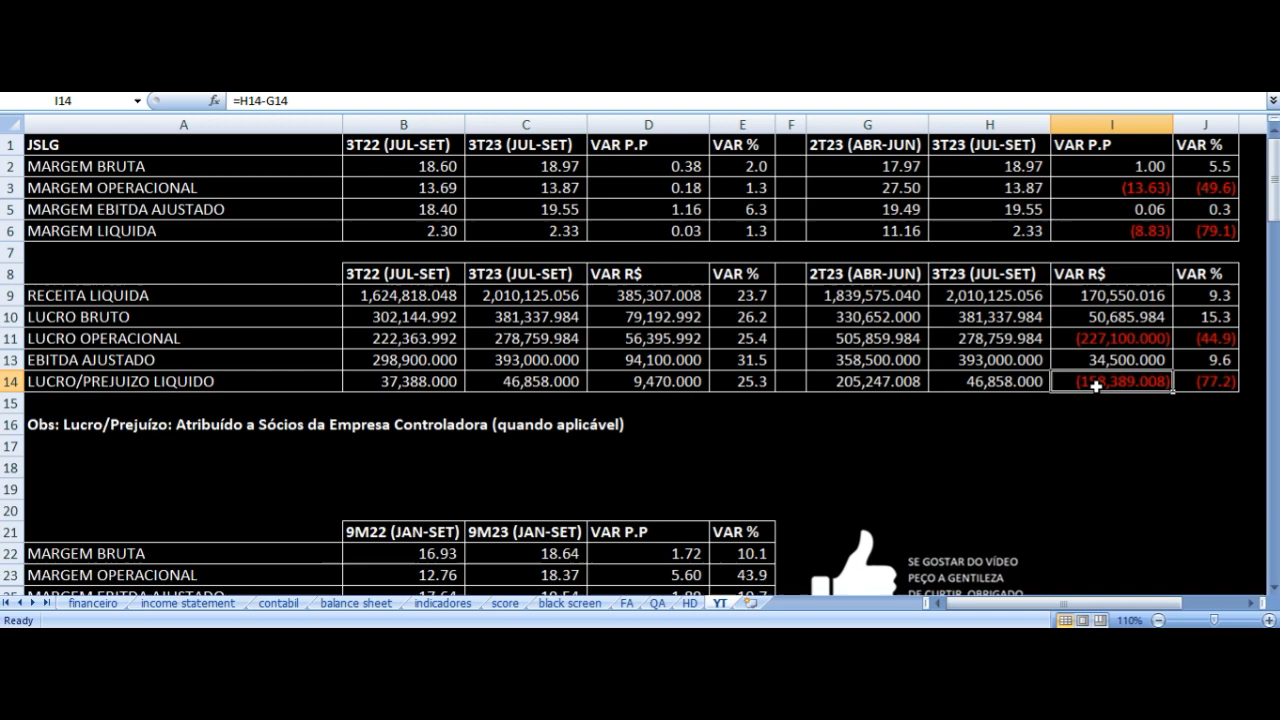 I14 fx =H14-G14
A B C D E F G H I J
1 JSLG 3T22 (JUL-SET) 3T23 (JUL-SET) VAR P.P VAR % 2T23 (ABR-JUN) 3T23 (JUL-SET) VAR P.P VAR %
2 MARGEM BRUTA 18.60 18.97 0.38 2.0 17.97 18.97 1.00 5.5
3 MARGEM OPERACIONAL 13.69 13.87 0.18 1.3 27.50 13.87 (13.63) (49.6)
5 MARGEM EBITDA AJUSTADO 18.40 19.55 1.16 6.3 19.49 19.55 0.06 0.3
6 MARGEM LIQUIDA 2.30 2.33 0.03 1.3 11.16 2.33 (8.83) (79.1)
7
8 3T22 (JUL-SET) 3T23 (JUL-SET) VAR R$ VAR % 2T23 (ABR-JUN) 3T23 (JUL-SET) VAR R$ VAR %
9 RECEITA LIQUIDA 1,624,818.048 2,010,125.056 385,307.008 23.7 1,839,575.040 2,010,125.056 170,550.016 9.3
10 LUCRO BRUTO 302,144.992 381,337.984 79,192.992 26.2 330,652.000 381,337.984 50,685.984 15.3
11 LUCRO OPERACIONAL 222,363.992 278,759.984 56,395.992 25.4 505,859.984 278,759.984 (227,100.000) (44.9)
13 EBITDA AJUSTADO 298,900.000 393,000.000 94,100.000 31.5 358,500.000 393,000.000 34,500.000 9.6
14 LUCRO/PREJUIZO LIQUIDO 37,388.000 46,858.000 9,470.000 25.3 205,247.008 46,858.000 (77.2)
15
16 Obs: Lucro/Prejuízo: Atribuído a Sócios da Empresa Controladora (quando aplicável)
17
18
19
20
21 9M22 (JAN-SET) 9M23 (JAN-SET) VAR P.P VAR %
22 MARGEM BRUTA 16.93 18.64 1.72 10.1
23 MARGEM OPERACIONAL 12.76 18.37 5.60 43.9
SE GOSTAR DO VÍDEO
PEÇO A GENTILEZA
DE CURTIR. OBRIGADO
financeiro income statement contabil balance sheet indicadores score black screen FA QA HD YT
Ready 110%